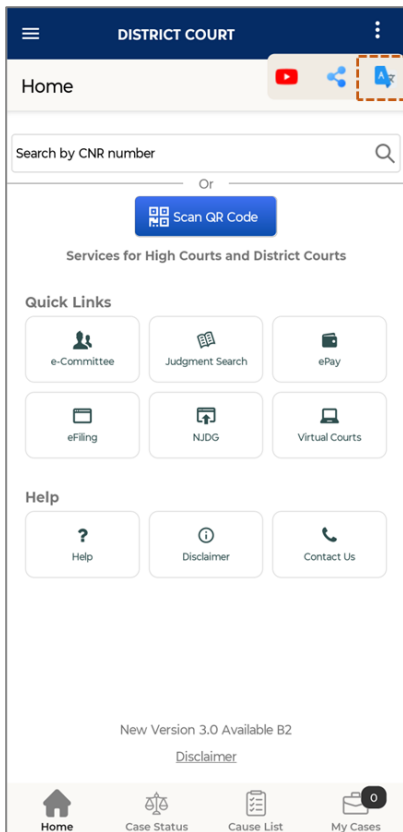 DISTRICT COURT
Home
Search by CNR number
Or
Scan QR Code
Services for High Courts and District Courts
Quick Links
e-Committee
Judgment Search
ePay
eFiling
NJDG
Virtual Courts
Help
? Help
Disclaimer
Contact Us
New Version 3.0 Available B2
Disclaimer
0
Home
Case Status
Cause List
My Cases